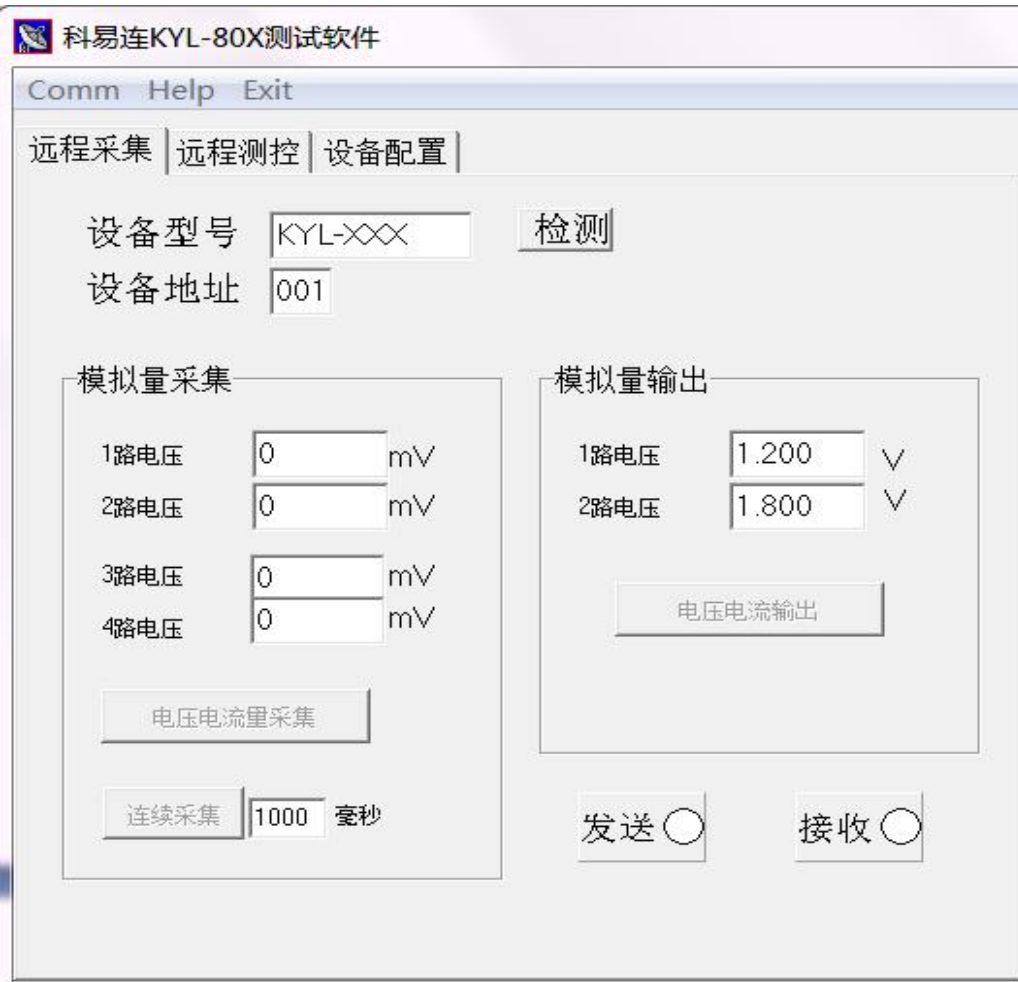 科易连KYL-80X测试软件
Comm Help Exit
远程采集 远程测控 设备配置
设备型号 KYL-XXX 检测
设备地址 001
模拟量采集
1路电压 0 mV
2路电压 0 mV
3路电压 0 mV
4路电压 0 mV
电压电流量采集
连续采集 1000 毫秒
模拟量输出
1路电压 1.200 V
2路电压 1.800 V
电压电流输出
发送 接收